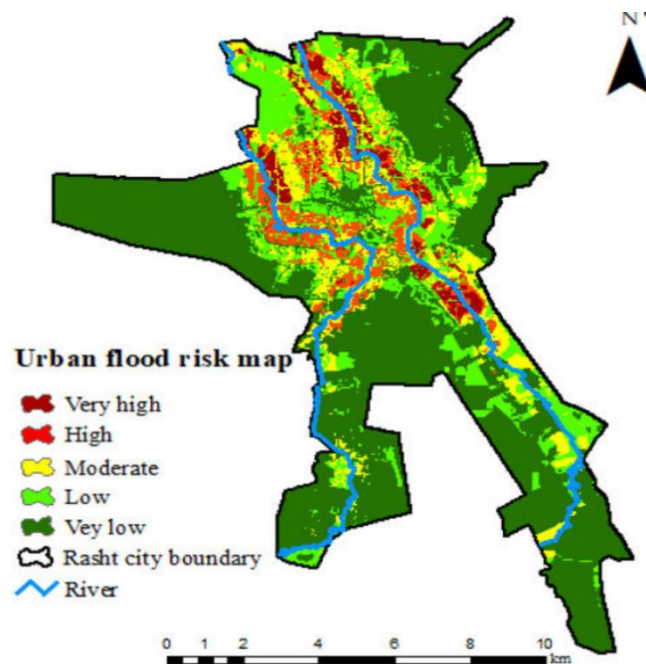 N
Urban flood risk map
Very high
High
Moderate
Low
Vey low
Rasht city boundary
River
0 2 4 6 8 10
km